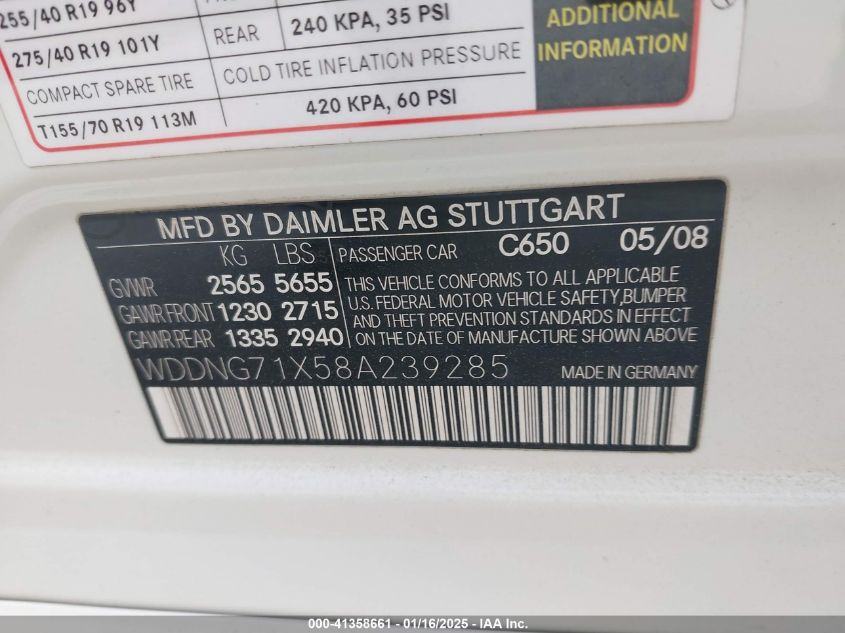 255/40 R19 96Y
275/40 R19 101Y REAR 240 KPA, 35 PSI
COMPACT SPARE TIRE COLD TIRE INFLATION PRESSURE
T155/70 R19 113M 420 KPA, 60 PSI
ADDITIONAL
INFORMATION
MFD BY DAIMLER AG STUTTGART
KG LBS PASSENGER CAR C650 05/08
GVWR 2565 5655
GAWR FRONT 1230 2715
GAWR REAR 1335 2940
THIS VEHICLE CONFORMS TO ALL APPLICABLE
U.S. FEDERAL MOTOR VEHICLE SAFETY, BUMPER
AND THEFT PREVENTION STANDARDS IN EFFECT
ON THE DATE OF MANUFACTURE SHOWN ABOVE
WDDNG71X58A239285 MADE IN GERMANY
000-41358661 - 01/16/2025 - IAA Inc.